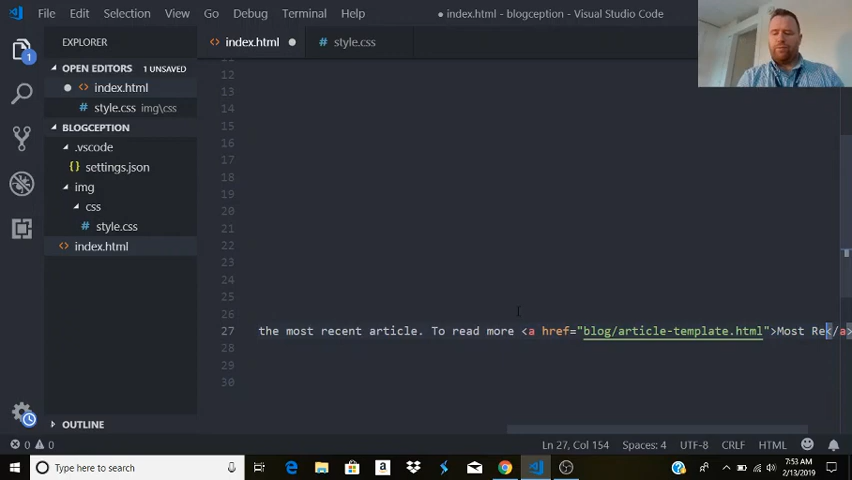 File Edit Selection View Go Debug Terminal Help
● index.html - blogception - Visual Studio Code
EXPLORER
<> index.html ●
# style.css
OPEN EDITORS 1 UNSAVED
● <> index.html
# style.css img\css
BLOGCEPTION
.vscode
{} settings.json
img
css
# style.css
<> index.html
OUTLINE
11
12
13
14
15
16
17
18
19
20
21
22
23
24
25
26
27 the most recent article. To read more <a href="blog/article-template.html">Most Re</a>
28
29
30
1
0 0
Ln 27, Col 154 Spaces: 4 UTF-8 CRLF HTML
Type here to search
7:53 AM
2/13/2019